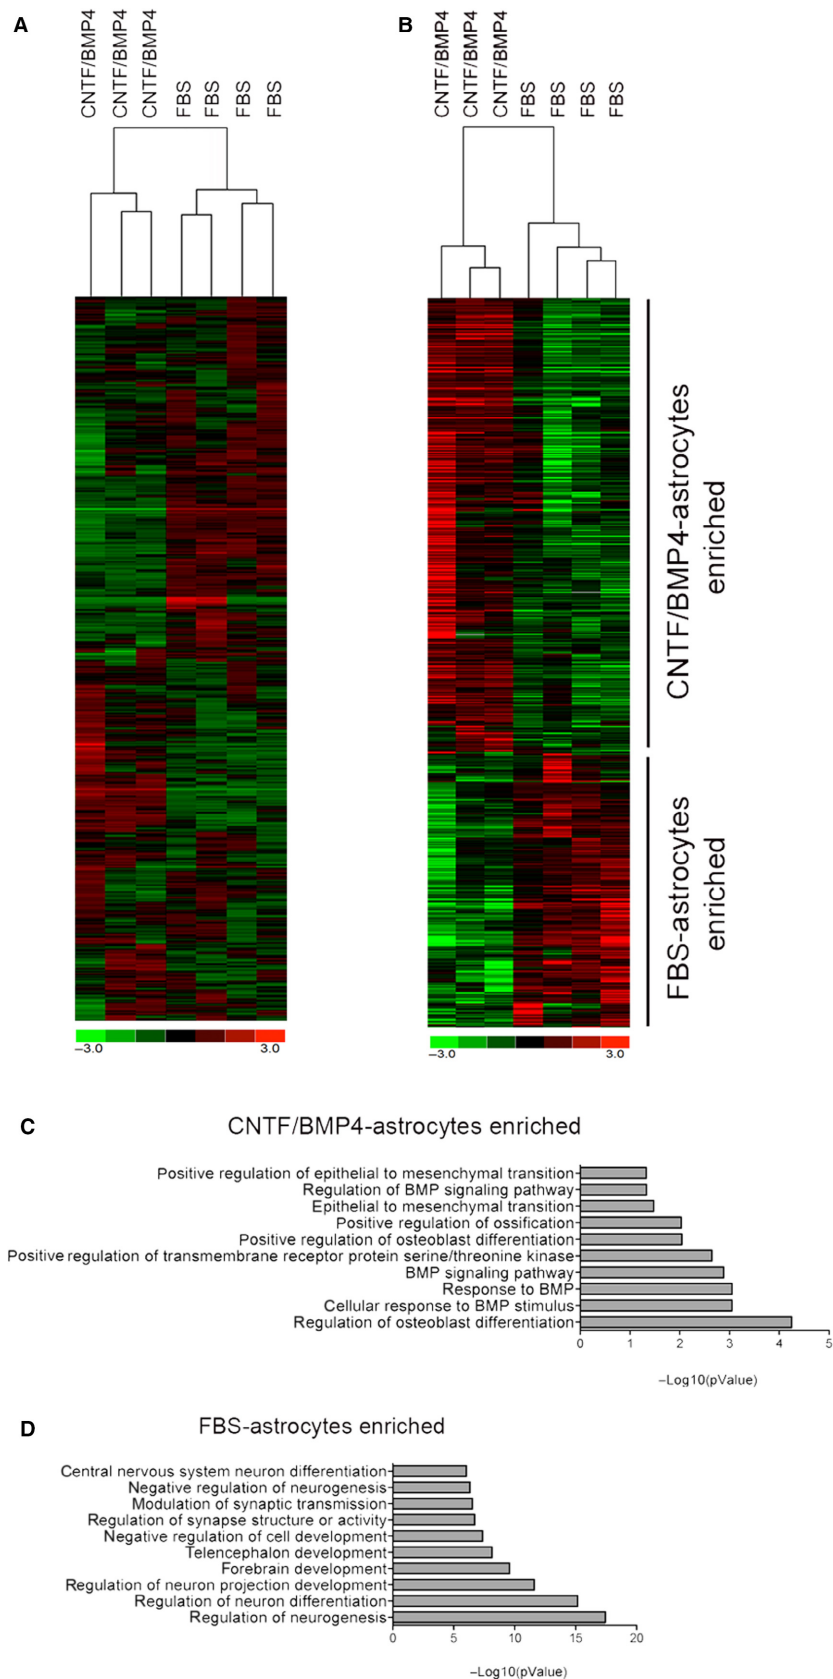 A
CNTF/BMP4
CNTF/BMP4
CNTF/BMP4
FBS
FBS
FBS
FBS
–3.0
3.0
B
CNTF/BMP4
CNTF/BMP4
CNTF/BMP4
FBS
FBS
FBS
FBS
CNTF/BMP4-astrocytes
enriched
FBS-astrocytes
enriched
–3.0
3.0
C
CNTF/BMP4-astrocytes enriched
Positive regulation of epithelial to mesenchymal transition
Regulation of BMP signaling pathway
Epithelial to mesenchymal transition
Positive regulation of ossification
Positive regulation of osteoblast differentiation
Positive regulation of transmembrane receptor protein serine/threonine kinase
BMP signaling pathway
Response to BMP
Cellular response to BMP stimulus
Regulation of osteoblast differentiation
0 1 2 3 4 5
–Log10(pValue)
D
FBS-astrocytes enriched
Central nervous system neuron differentiation
Negative regulation of neurogenesis
Modulation of synaptic transmission
Regulation of synapse structure or activity
Negative regulation of cell development
Telencephalon development
Forebrain development
Regulation of neuron projection development
Regulation of neuron differentiation
Regulation of neurogenesis
0 5 10 15 20
–Log10(pValue)